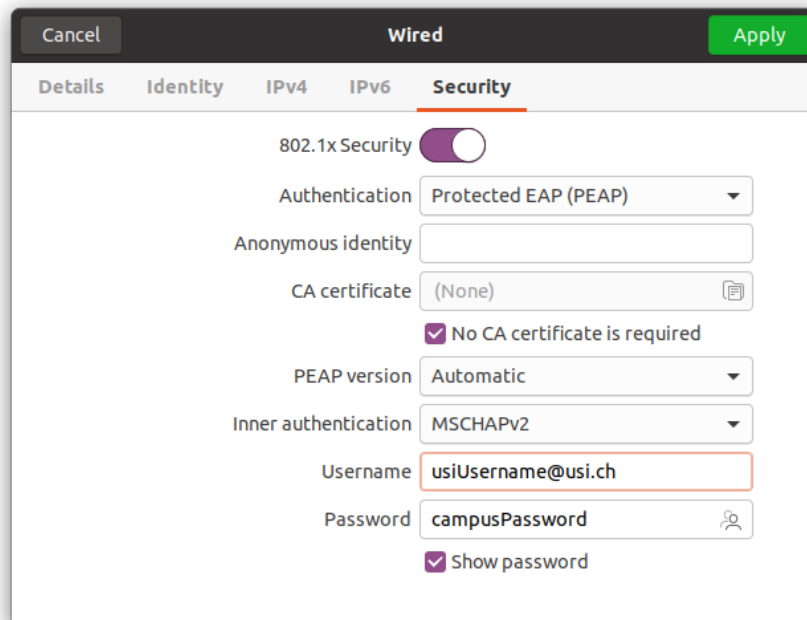 Cancel Wired Apply
Details Identity IPv4 IPv6 Security
802.1x Security
Authentication Protected EAP (PEAP)
Anonymous identity
CA certificate (None)
No CA certificate is required
PEAP version Automatic
Inner authentication MSCHAPv2
Username usiUsername@usi.ch
Password campusPassword
Show password